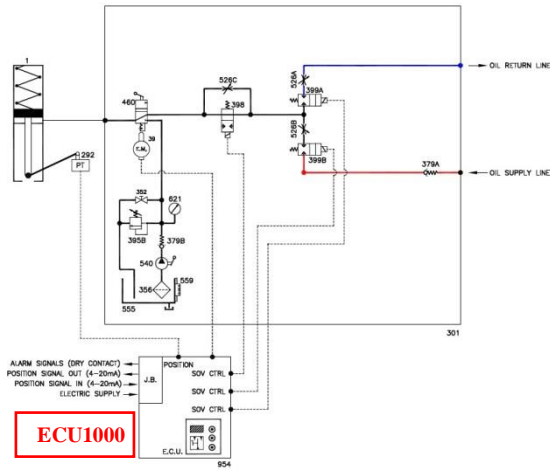 1
526C
OIL RETURN LINE
526A
399A
460
398
526B
39
F.M.
399B
292
PT
379A
OIL SUPPLY LINE
352
621
395B
379B
540
559
356
555
301
ALARM SIGNALS (DRY CONTACT)
POSITION
POSITION SIGNAL OUT (4-20mA)
J.B.
SOV CTRL
POSITION SIGNAL IN (4-20mA)
ELECTRIC SUPPLY
SOV CTRL
SOV CTRL
ECU1000
E.C.U.
954